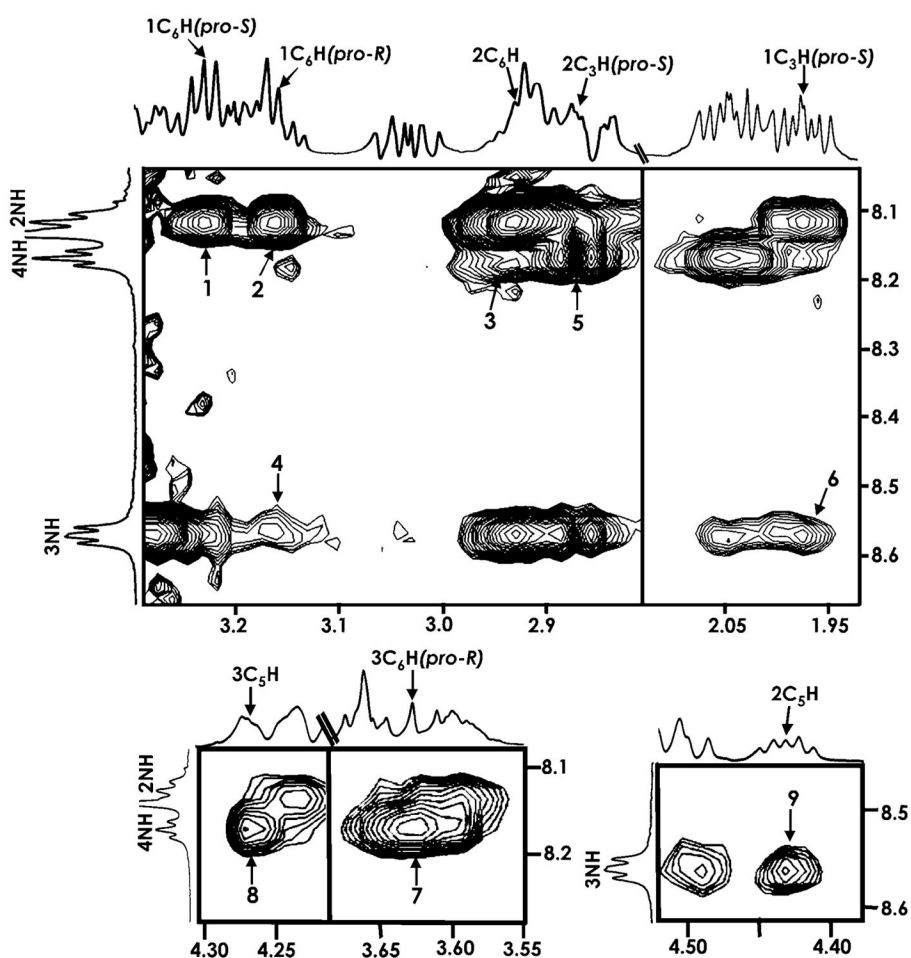 1C₆H(pro-S)
1C₆H(pro-R)
2C₆H
2C₃H(pro-S)
1C₃H(pro-S)
4NH 2NH
8.1
1
2
3
5
8.2
8.3
8.4
4
6
8.5
3NH
8.6
3.2 3.1 3.0 2.9 2.05 1.95
3C₅H
3C₆H(pro-R)
2C₅H
4NH 2NH
8.1
8
7
8.2
4.30 4.25 3.65 3.60 3.55
9
3NH
8.5
8.6
4.50 4.40